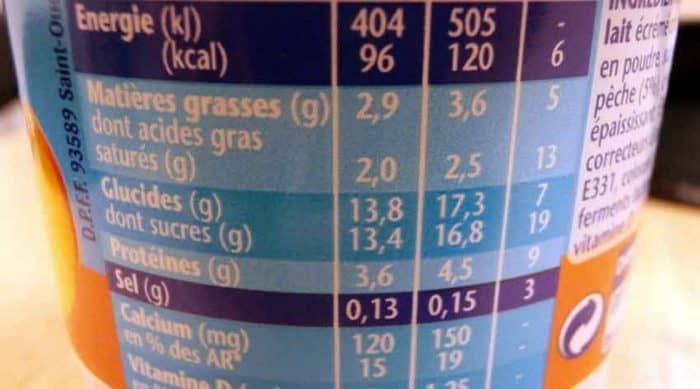 Energie (kJ) 404 505 -
(kcal) 96 120 6
Matières grasses (g) 2,9 3,6 5
dont acides gras
saturés (g) 2,0 2,5 13
Glucides (g) 13,8 17,3 7
dont sucres (g) 13,4 16,8 19
Protéines (g) 3,6 4,5 9
Sel (g) 0,13 0,15 3
Calcium (mg) 120 150 -
en % des AR* 15 19 -
Vitamine D
D.P.F.F. 93589 Saint-Oue
lait écrémé
en poudre
pêche (5%
épaississant
correcteur
E331,
ferments
vitamine